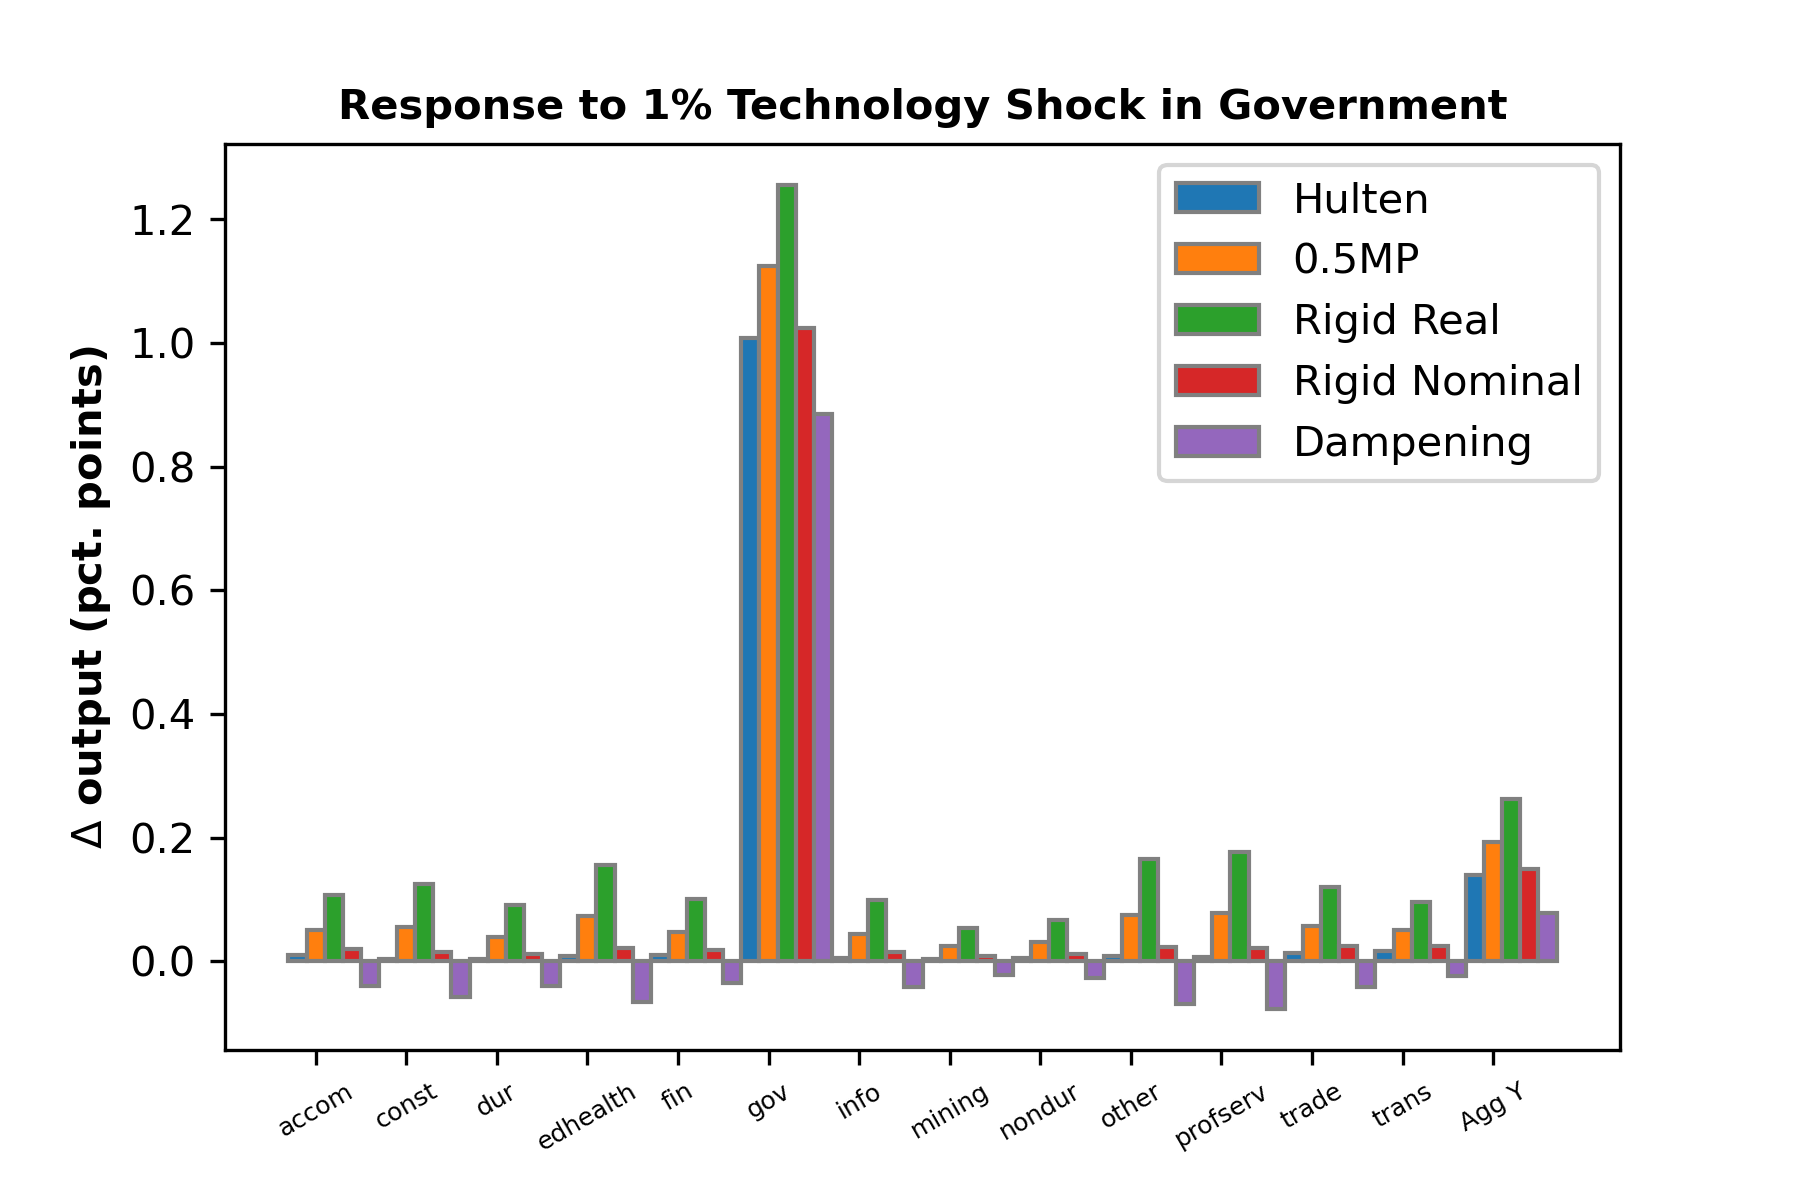 Response to 1% Technology Shock in Government
Δ output (pct. points)
1.2
1.0
0.8
0.6
0.4
0.2
0.0
Hulten
0.5MP
Rigid Real
Rigid Nominal
Dampening
accom
const
dur
edhealth
fin
gov
info
mining
nondur
other
profserv
trade
trans
Agg Y